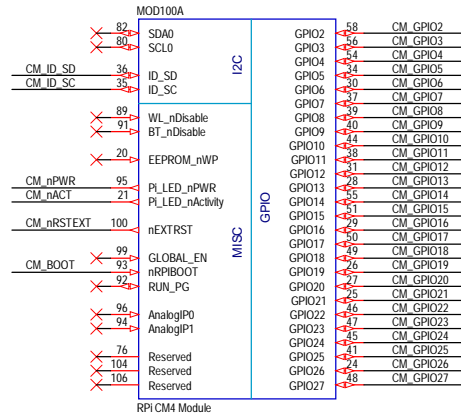 MOD100A
82 SDA0 GPIO2 58 CM_GPIO2
80 SCL0 GPIO3 56 CM_GPIO3
I2C GPIO4 54 CM_GPIO4
CM_ID_SD 36 ID_SD GPIO5 34 CM_GPIO5
CM_ID_SC 35 ID_SC GPIO6 30 CM_GPIO6
GPIO7 37 CM_GPIO7
89 WL_nDisable GPIO8 39 CM_GPIO8
91 BT_nDisable GPIO9 40 CM_GPIO9
GPIO10 44 CM_GPIO10
20 EEPROM_nWP GPIO11 38 CM_GPIO11
GPIO12 31 CM_GPIO12
CM_nPWR 95 Pi_LED_nPWR GPIO13 28 CM_GPIO13
CM_nACT 21 Pi_LED_nActivity GPIO14 55 CM_GPIO14
GPIO GPIO15 51 CM_GPIO15
CM_nRSTEXT 100 nEXTRST MISC GPIO16 29 CM_GPIO16
GPIO17 50 CM_GPIO17
99 GLOBAL_EN GPIO18 49 CM_GPIO18
CM_BOOT 93 nRPIBOOT GPIO19 26 CM_GPIO19
92 RUN_PG GPIO20 27 CM_GPIO20
GPIO21 25 CM_GPIO21
96 AnalogIP0 GPIO22 46 CM_GPIO22
94 AnalogIP1 GPIO23 47 CM_GPIO23
GPIO24 45 CM_GPIO24
76 Reserved GPIO25 41 CM_GPIO25
104 Reserved GPIO26 24 CM_GPIO26
106 Reserved GPIO27 48 CM_GPIO27
RPi CM4 Module